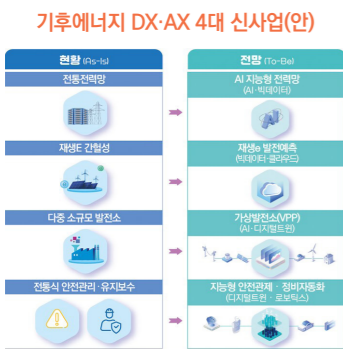 기후에너지 DX·AX 4대 신사업(안)
현황 (As-Is)
전망 (To-Be)
전통전력망
AI 지능형 전력망
(AI·빅데이터)
AI
재생E 간헐성
재생e 발전예측
(빅데이터·클라우드)
다중 소규모 발전소
가상발전소(VPP)
(AI·디지털트윈)
전통식 안전관리·유지보수
지능형 안전관제·정비자동화
(디지털트윈·로보틱스)